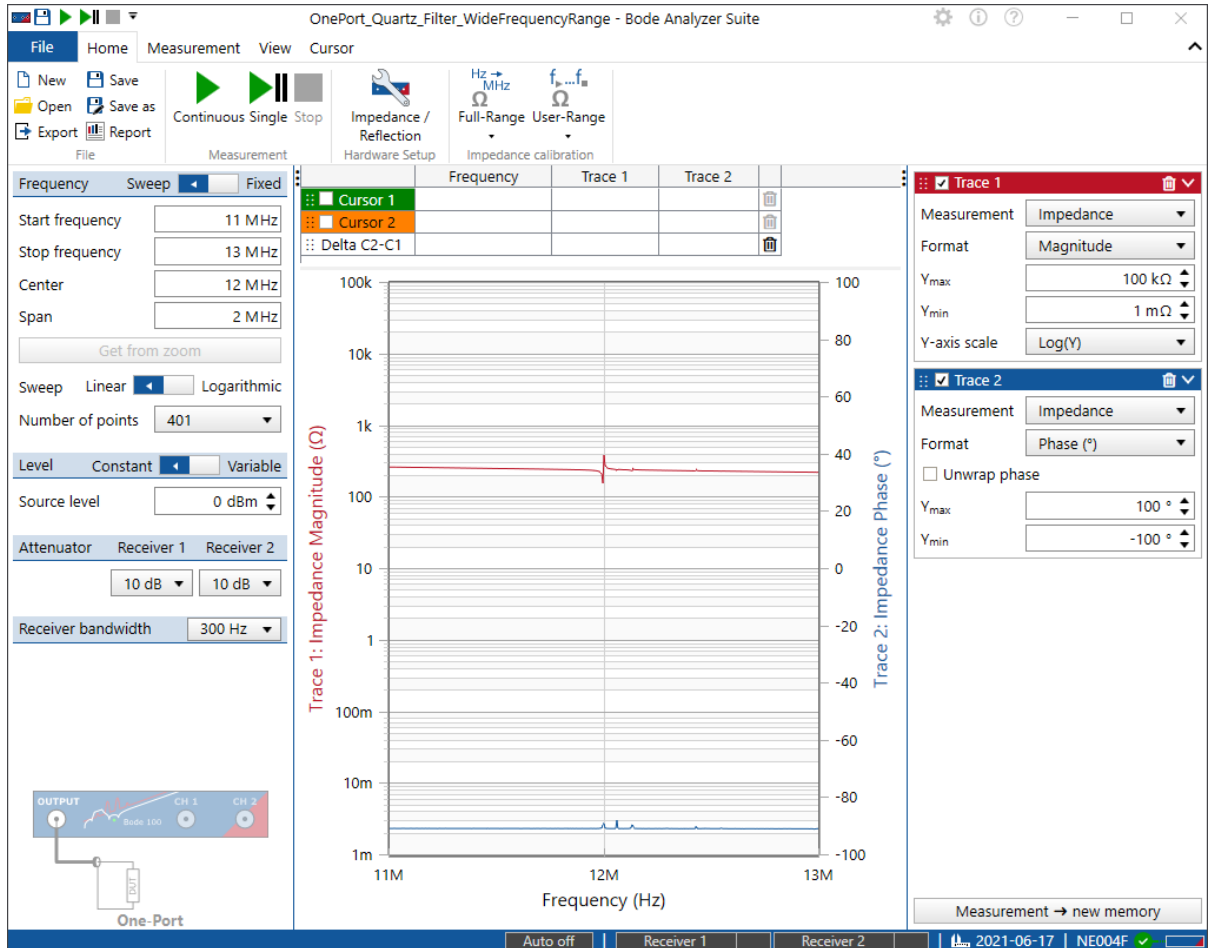 OnePort_Quartz_Filter_WideFrequencyRange - Bode Analyzer Suite
File Home Measurement View Cursor
New Save
Open Save as
Export Report
File
Continuous Single Stop
Measurement
Impedance / Reflection
Hardware Setup
Hz → MHz
Ω
Full-Range
f...f
Ω
User-Range
Impedance calibration
Frequency Sweep Fixed
Start frequency 11 MHz
Stop frequency 13 MHz
Center 12 MHz
Span 2 MHz
Get from zoom
Sweep Linear Logarithmic
Number of points 401
Level Constant Variable
Source level 0 dBm
Attenuator Receiver 1 Receiver 2
10 dB 10 dB
Receiver bandwidth 300 Hz
OUTPUT CH 1 CH 2
Bode 100
DUT
One-Port
Frequency Trace 1 Trace 2
Cursor 1
Cursor 2
Delta C2-C1
Trace 1: Impedance Magnitude (Ω)
100k
10k
1k
100
10
1
100m
10m
1m
11M 12M 13M
Frequency (Hz)
100
80
60
40
20
0
-20
-40
-60
-80
-100
Trace 2: Impedance Phase (°)
Trace 1
Measurement Impedance
Format Magnitude
Ymax 100 kΩ
Ymin 1 mΩ
Y-axis scale Log(Y)
Trace 2
Measurement Impedance
Format Phase (°)
Unwrap phase
Ymax 100 °
Ymin -100 °
Measurement → new memory
Auto off Receiver 1 Receiver 2 2021-06-17 NE004F